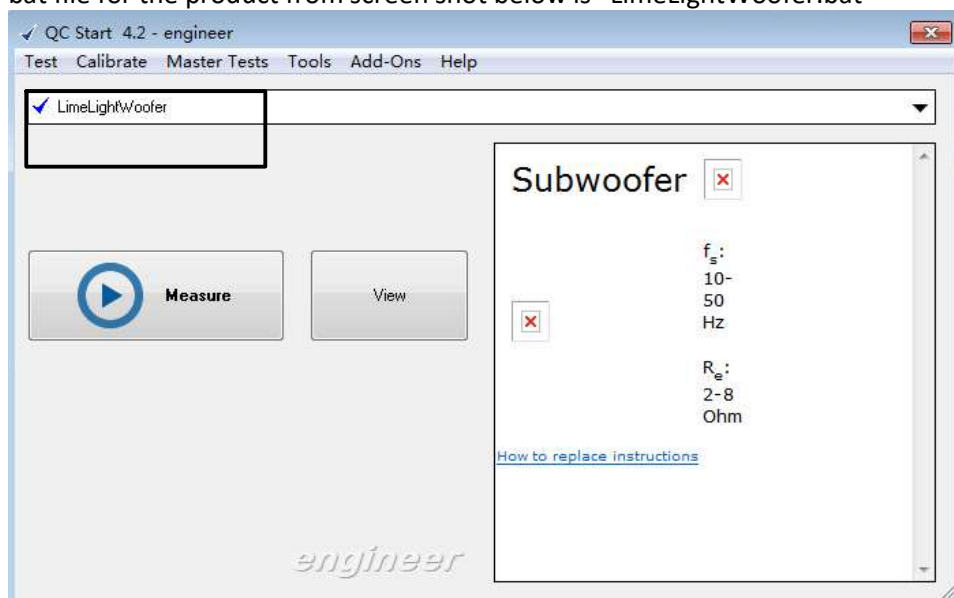 bat file for the product from screen shot below is "LimeLightWoofer.bat"
QC Start 4.2 - engineer
Test Calibrate Master Tests Tools Add-Ons Help
LimeLightWoofer
Subwoofer
fs:
10-
50
Hz
Measure
View
Re:
2-8
Ohm
How to replace instructions
engineer